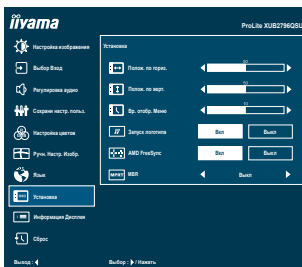 iiyama
ProLite XUB2796QSU
Настройка изображения
Выбор Вход
Регулировка аудио
Сохрани настр. польз.
Настройка цветов
Ручн. Настр. Изобр.
Язык
Установка
Информация Дисплея
Сброс
Установка
Полож. по гориз.
50
Полож. по верт.
50
Вр. отобр. Меню
10
Запуск логотипа
Вкл
Выкл
AMD FreeSync
Вкл
Выкл
MPRT
MBR
Выкл
Выход :
Выбор : / Нажать